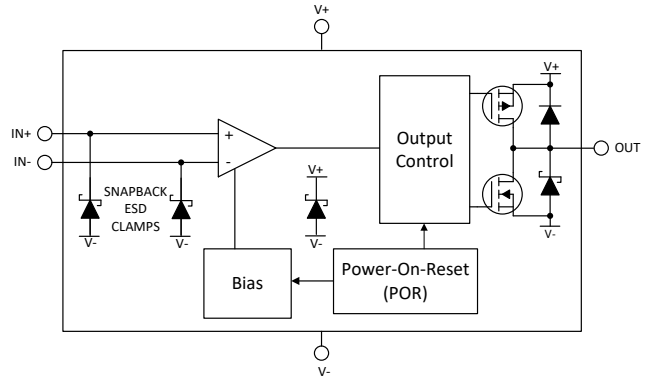 V+
IN+
IN-
+
-
SNAPBACK
ESD
CLAMPS
V-
V-
V+
V-
Output
Control
V+
V-
OUT
Bias
Power-On-Reset
(POR)
V-